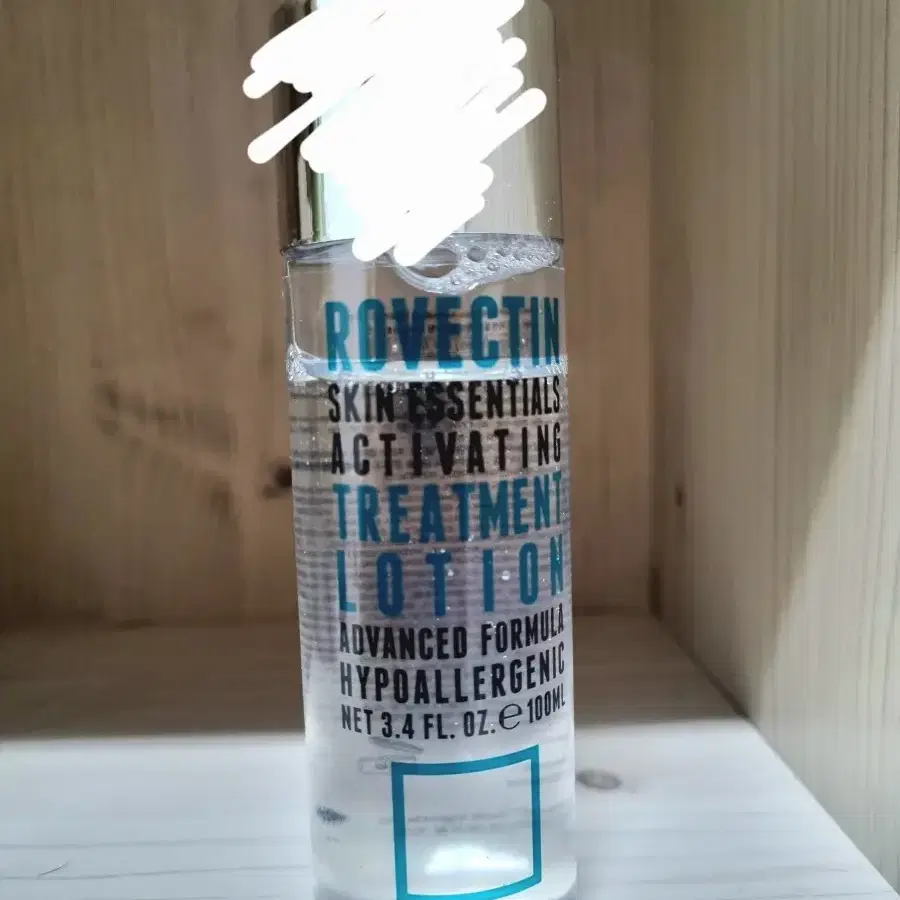 ROVECTIN
SKIN ESSENTIALS
ACTIVATING
TREATMENT
LOTION
ADVANCED FORMULA
HYPOALLERGENIC
NET 3.4 FL. OZ. ℮ 100ML